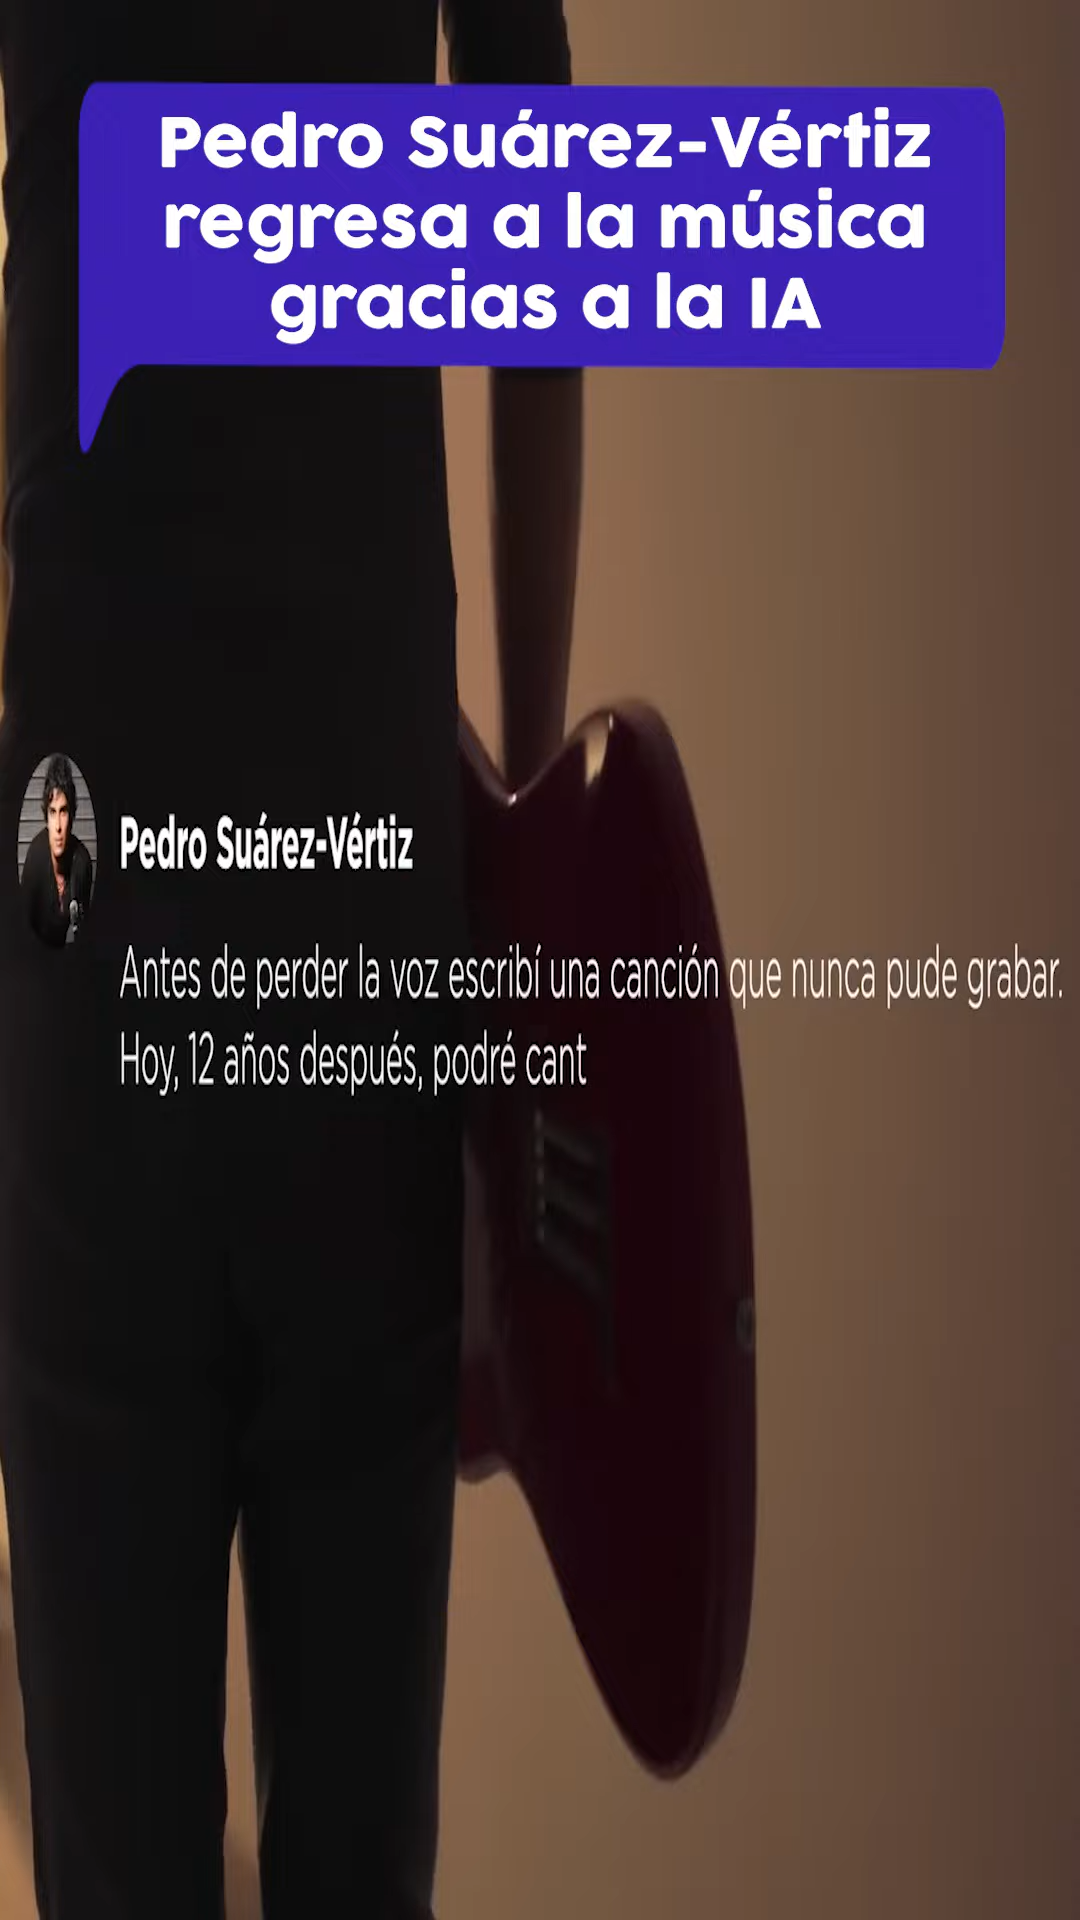 Pedro Suárez-Vértiz
regresa a la música
gracias a la IA
Pedro Suárez-Vértiz
Antes de perder la voz escribí una canción que nunca pude grabar.
Hoy, 12 años después, podré cant